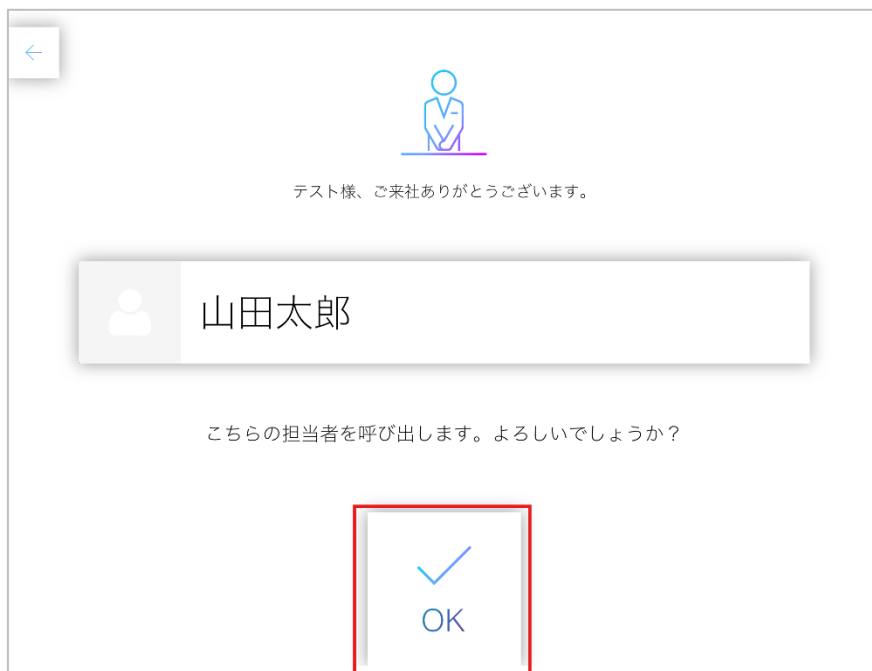 テスト様、ご来社ありがとうございます。
山田太郎
こちらの担当者を呼び出します。よろしいでしょうか？
OK